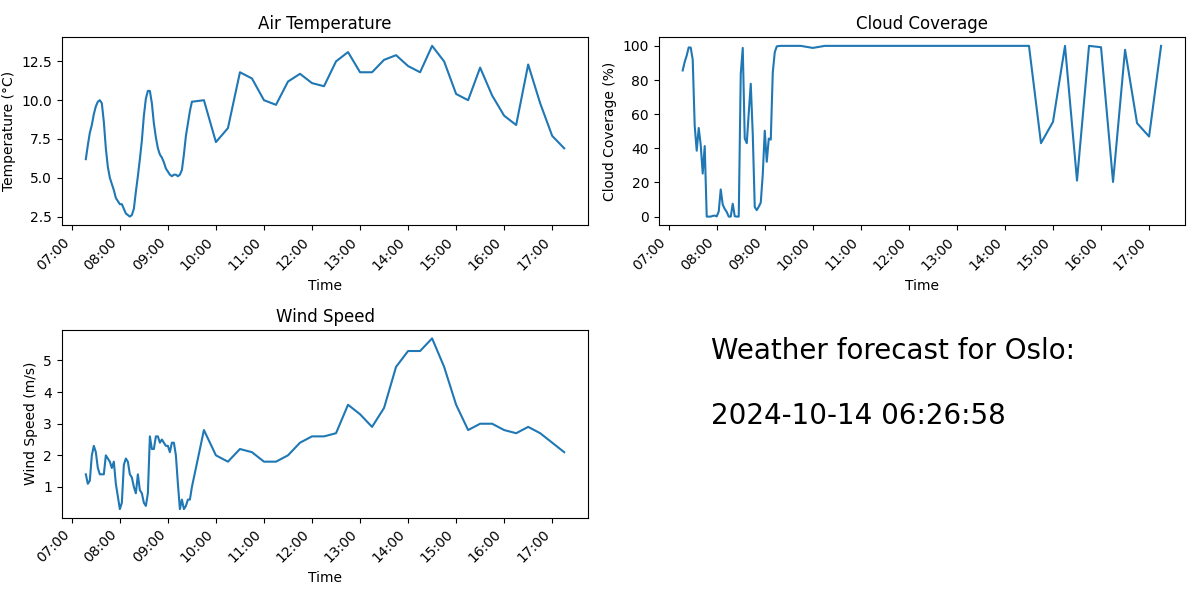 Air Temperature
Temperature (°C)
12.5
10.0
7.5
5.0
2.5
07:00 08:00 09:00 10:00 11:00 12:00 13:00 14:00 15:00 16:00 17:00
Time
Cloud Coverage
Cloud Coverage (%)
100
80
60
40
20
0
07:00 08:00 09:00 10:00 11:00 12:00 13:00 14:00 15:00 16:00 17:00
Time
Wind Speed
Wind Speed (m/s)
5
4
3
2
1
07:00 08:00 09:00 10:00 11:00 12:00 13:00 14:00 15:00 16:00 17:00
Time
Weather forecast for Oslo:
2024-10-14 06:26:58